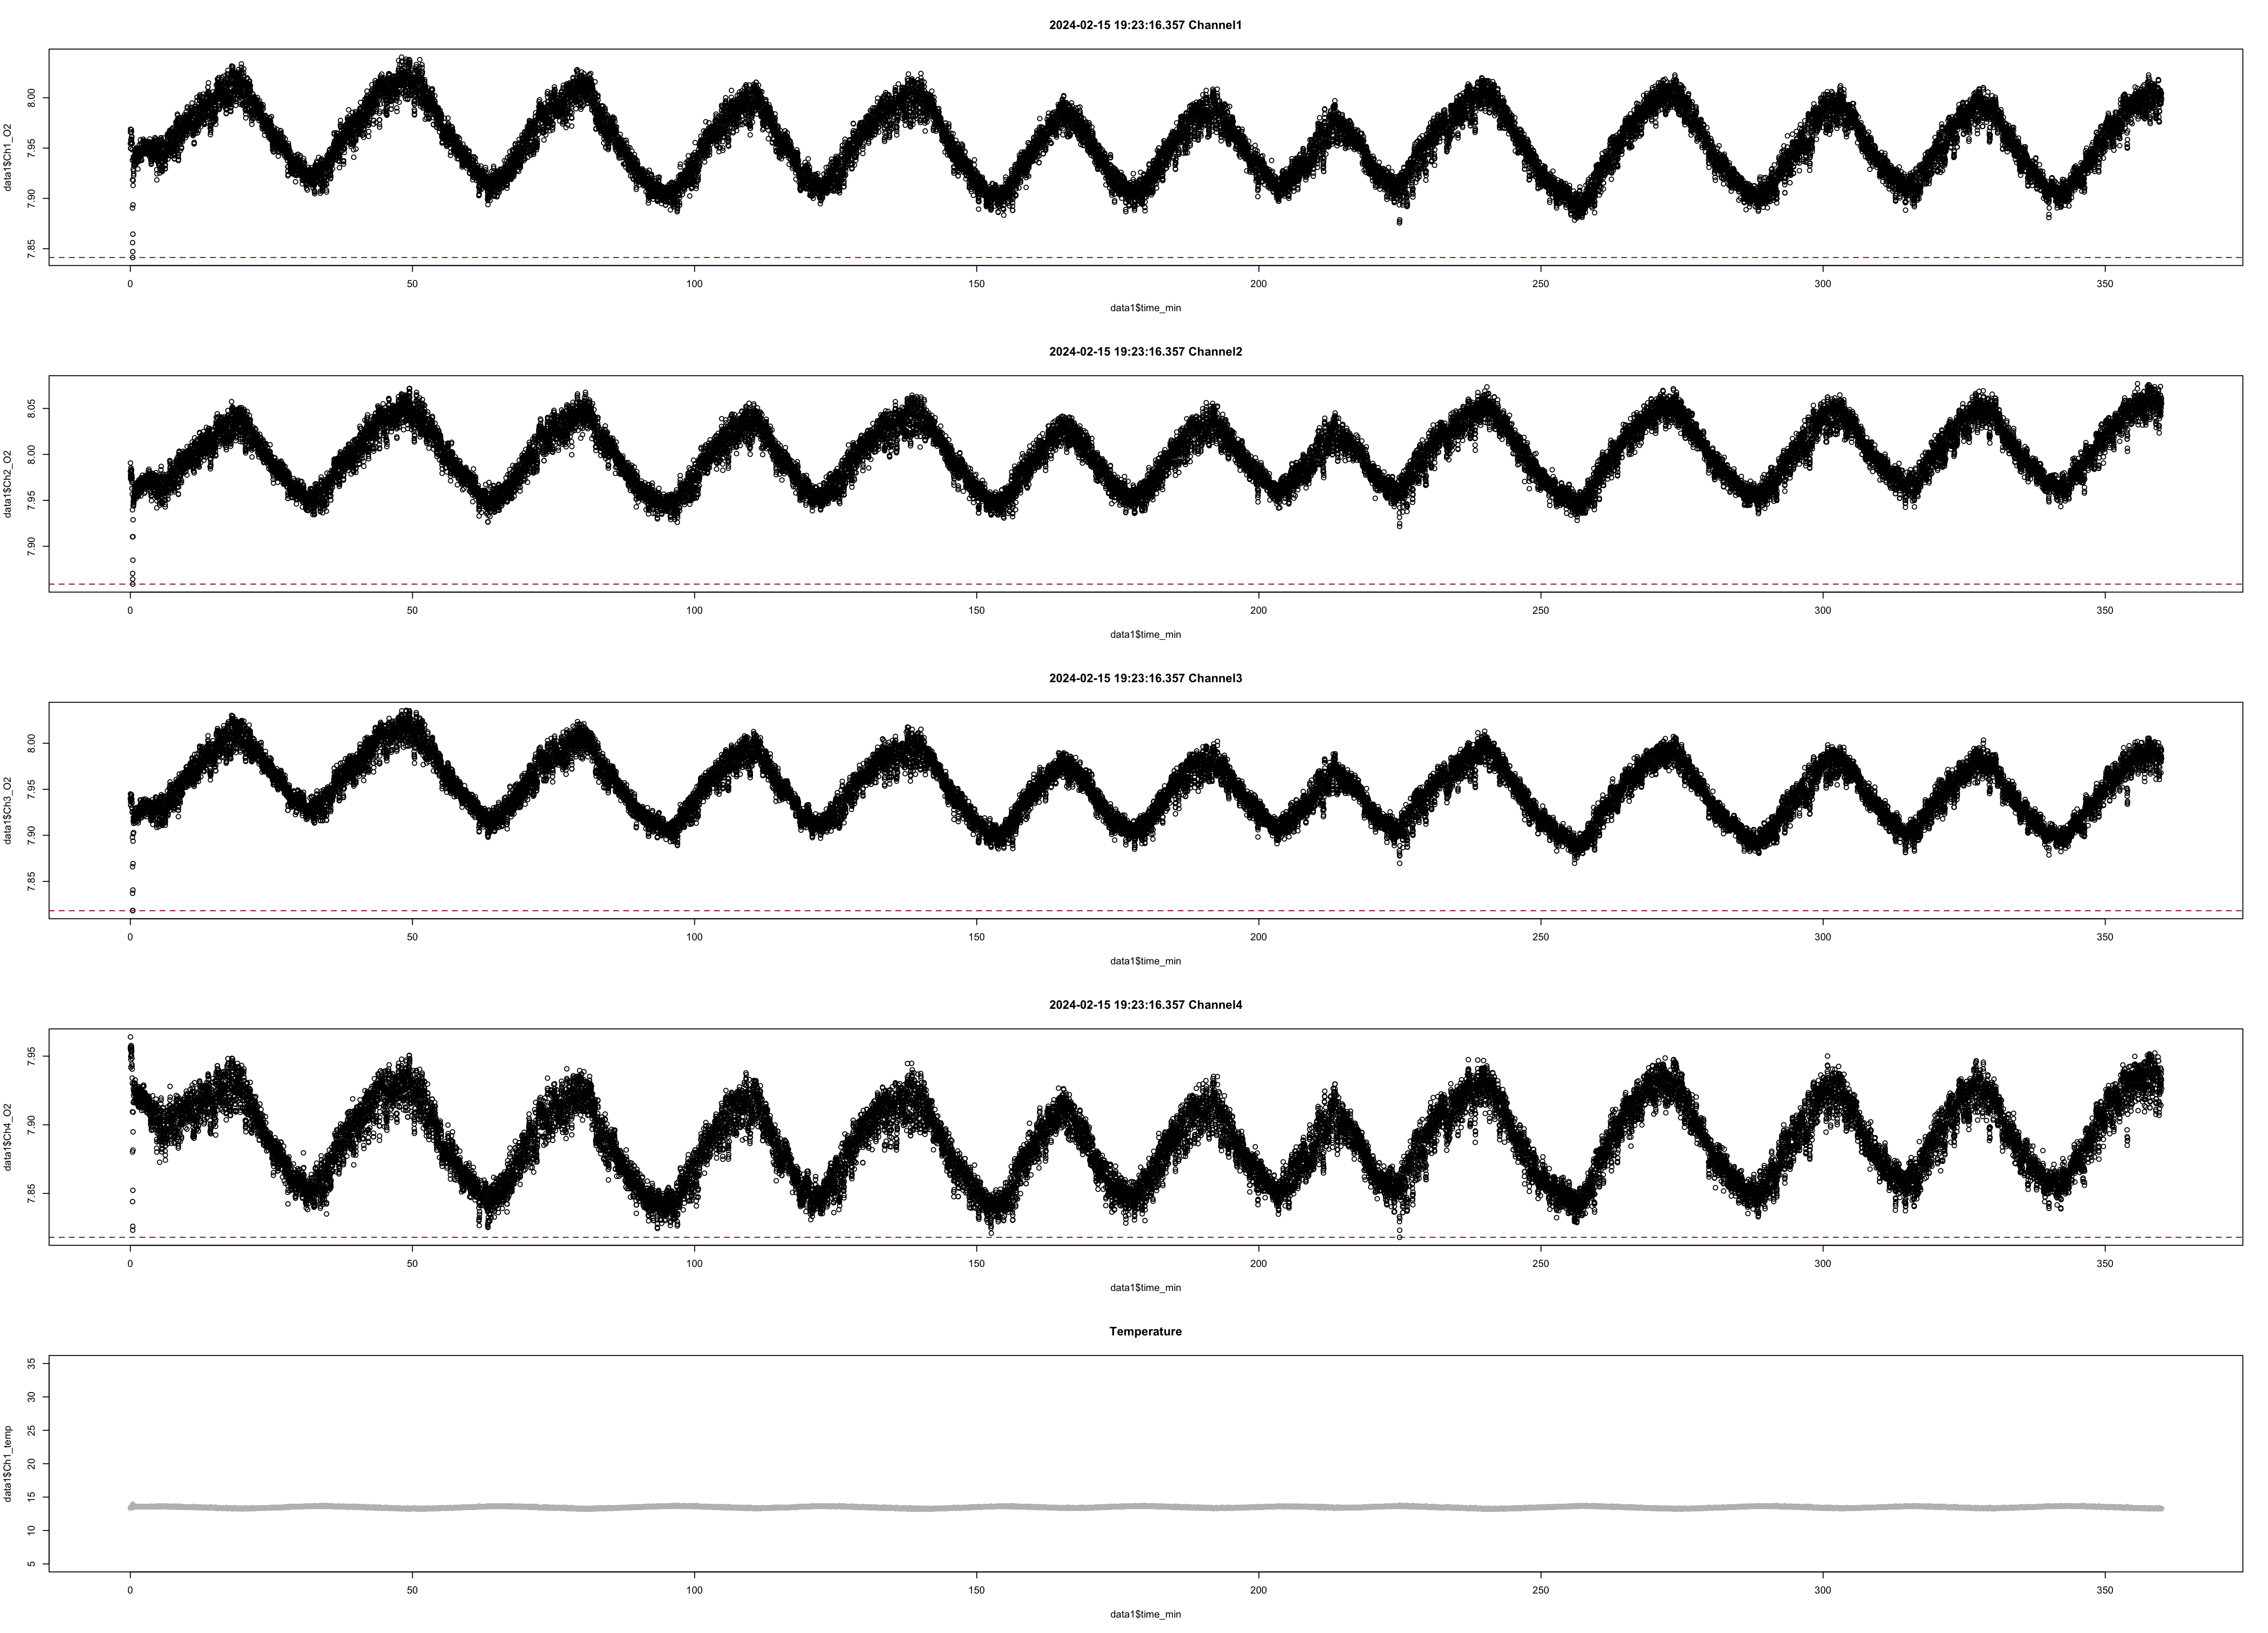 2024-02-15 19:23:16.357 Channel1
data1$Ch1_O2
8.00
7.95
7.90
7.85
0 50 100 150 200 250 300 350
data1$time_min
2024-02-15 19:23:16.357 Channel2
data1$Ch2_O2
8.05
8.00
7.95
7.90
0 50 100 150 200 250 300 350
data1$time_min
2024-02-15 19:23:16.357 Channel3
data1$Ch3_O2
8.00
7.95
7.90
7.85
0 50 100 150 200 250 300 350
data1$time_min
2024-02-15 19:23:16.357 Channel4
data1$Ch4_O2
7.95
7.90
7.85
0 50 100 150 200 250 300 350
data1$time_min
Temperature
data1$Ch1_temp
35
30
25
20
15
10
5
0 50 100 150 200 250 300 350
data1$time_min